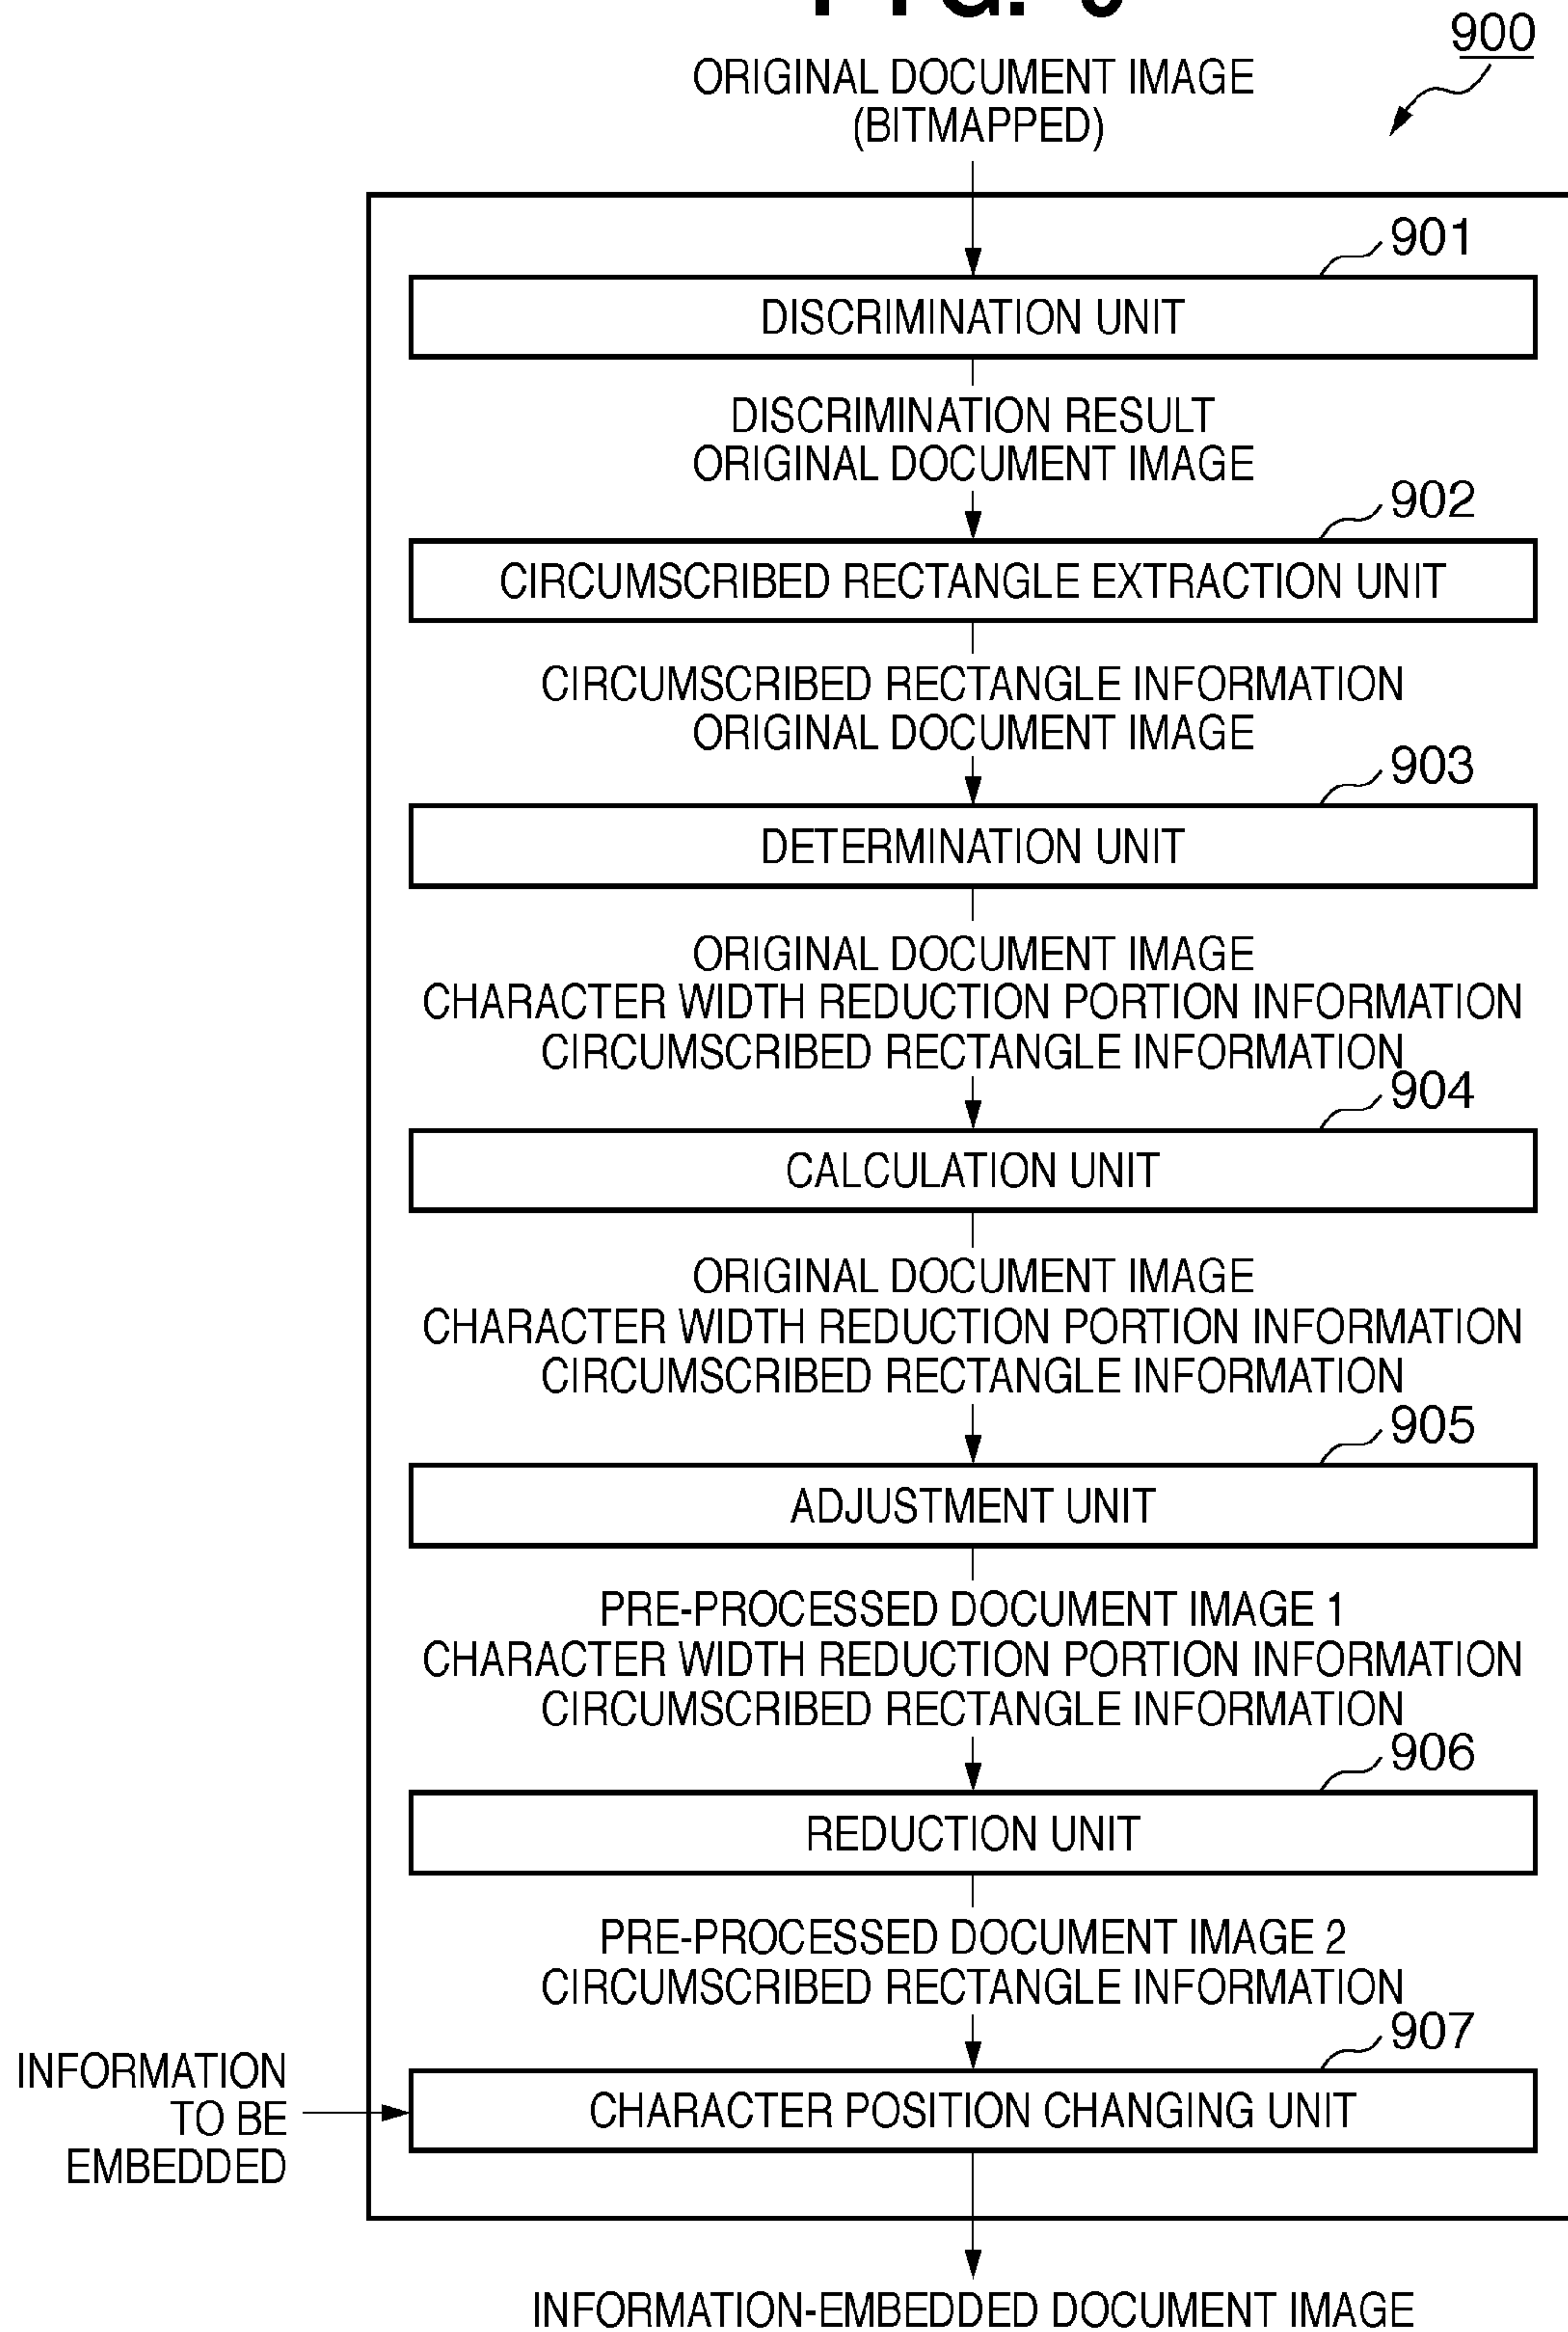 FIG. 9
900
ORIGINAL DOCUMENT IMAGE
(BITMAPPED)
901
DISCRIMINATION UNIT
DISCRIMINATION RESULT
ORIGINAL DOCUMENT IMAGE
902
CIRCUMSCRIBED RECTANGLE EXTRACTION UNIT
CIRCUMSCRIBED RECTANGLE INFORMATION
ORIGINAL DOCUMENT IMAGE
903
DETERMINATION UNIT
ORIGINAL DOCUMENT IMAGE
CHARACTER WIDTH REDUCTION PORTION INFORMATION
CIRCUMSCRIBED RECTANGLE INFORMATION
904
CALCULATION UNIT
ORIGINAL DOCUMENT IMAGE
CHARACTER WIDTH REDUCTION PORTION INFORMATION
CIRCUMSCRIBED RECTANGLE INFORMATION
905
ADJUSTMENT UNIT
PRE-PROCESSED DOCUMENT IMAGE 1
CHARACTER WIDTH REDUCTION PORTION INFORMATION
CIRCUMSCRIBED RECTANGLE INFORMATION
906
REDUCTION UNIT
PRE-PROCESSED DOCUMENT IMAGE 2
CIRCUMSCRIBED RECTANGLE INFORMATION
907
INFORMATION
TO BE
EMBEDDED
CHARACTER POSITION CHANGING UNIT
INFORMATION-EMBEDDED DOCUMENT IMAGE